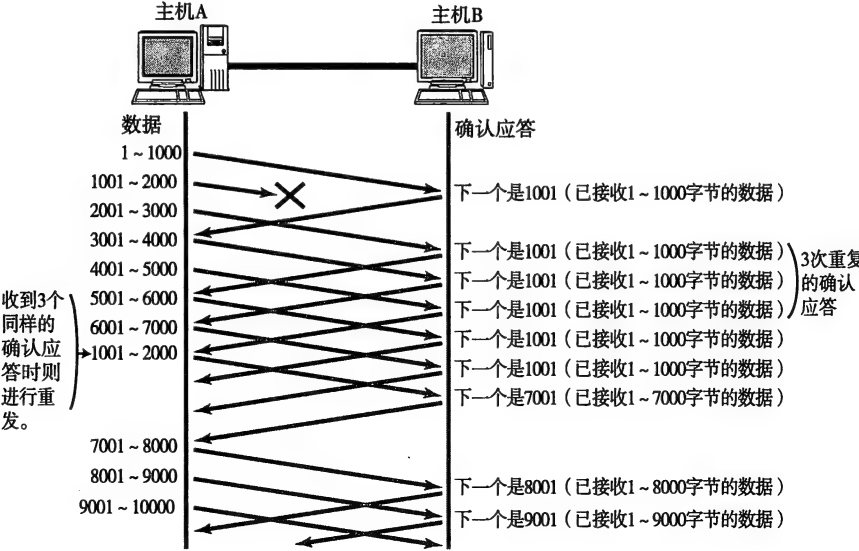 主机A
主机B
数据
确认应答
1~1000
1001~2000
2001~3000
3001~4000
4001~5000
5001~6000
6001~7000
1001~2000
7001~8000
8001~9000
9001~10000
收到3个
同样的
确认应
答时则
进行重
发。
下一个是1001（已接收1~1000字节的数据）
下一个是1001（已接收1~1000字节的数据）
下一个是1001（已接收1~1000字节的数据）
下一个是1001（已接收1~1000字节的数据）
下一个是1001（已接收1~1000字节的数据）
下一个是1001（已接收1~1000字节的数据）
下一个是7001（已接收1~7000字节的数据）
下一个是8001（已接收1~8000字节的数据）
下一个是9001（已接收1~9000字节的数据）
3次重复
的确认
应答